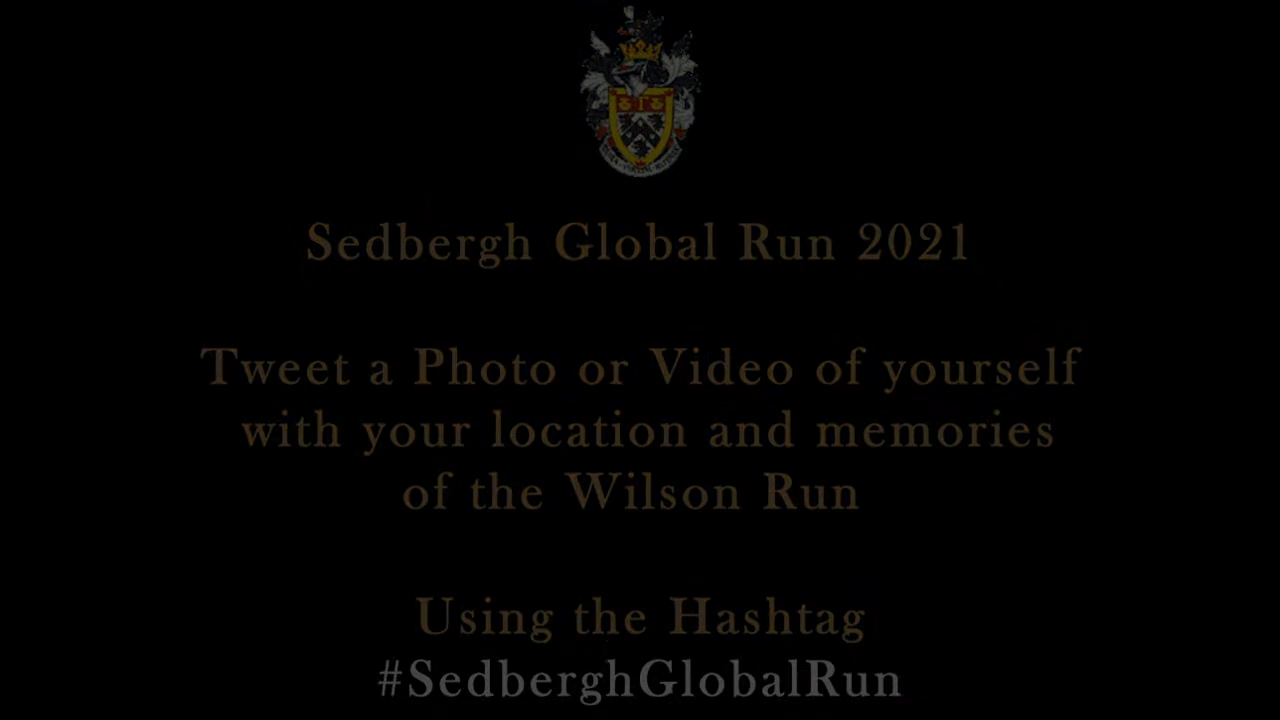 Sedbergh Global Run 2021
Tweet a Photo or Video of yourself
with your location and memories
of the Wilson Run
Using the Hashtag
#SedberghGlobalRun